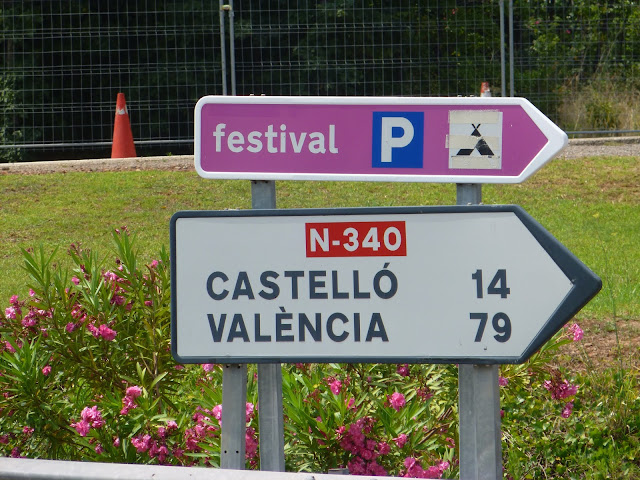 festival P
N-340
CASTELLÓ 14
VALÈNCIA 79